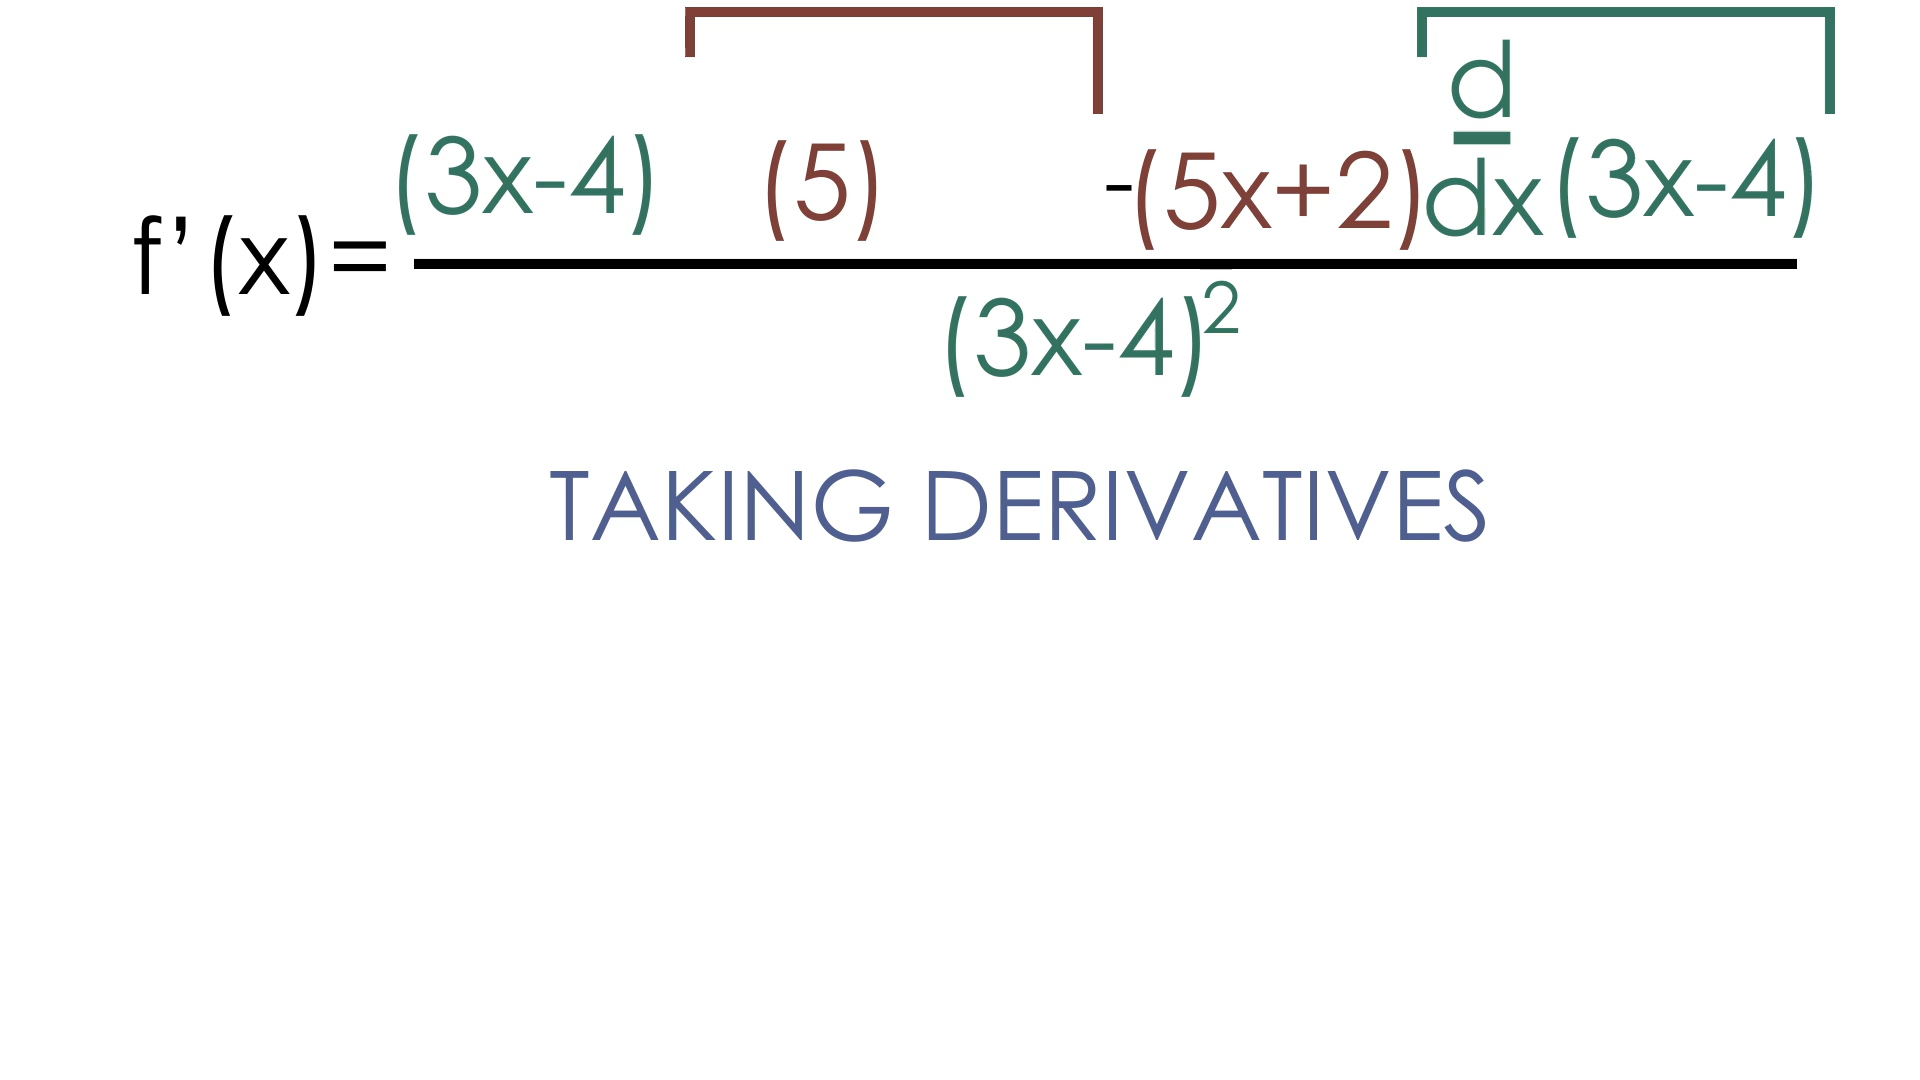 f'(x)= (3x-4) (5) -(5x+2) d/dx (3x-4)
(3x-4)²
TAKING DERIVATIVES